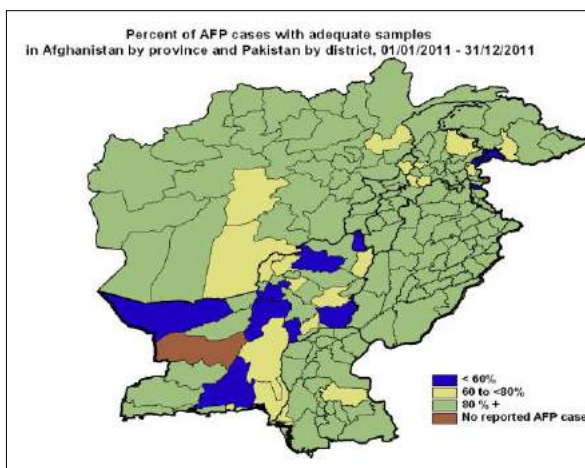 Percent of AFP cases with adequate samples
in Afghanistan by province and Pakistan by district, 01/01/2011 - 31/12/2011
< 60%
60 to <80%
80 % +
No reported AFP case